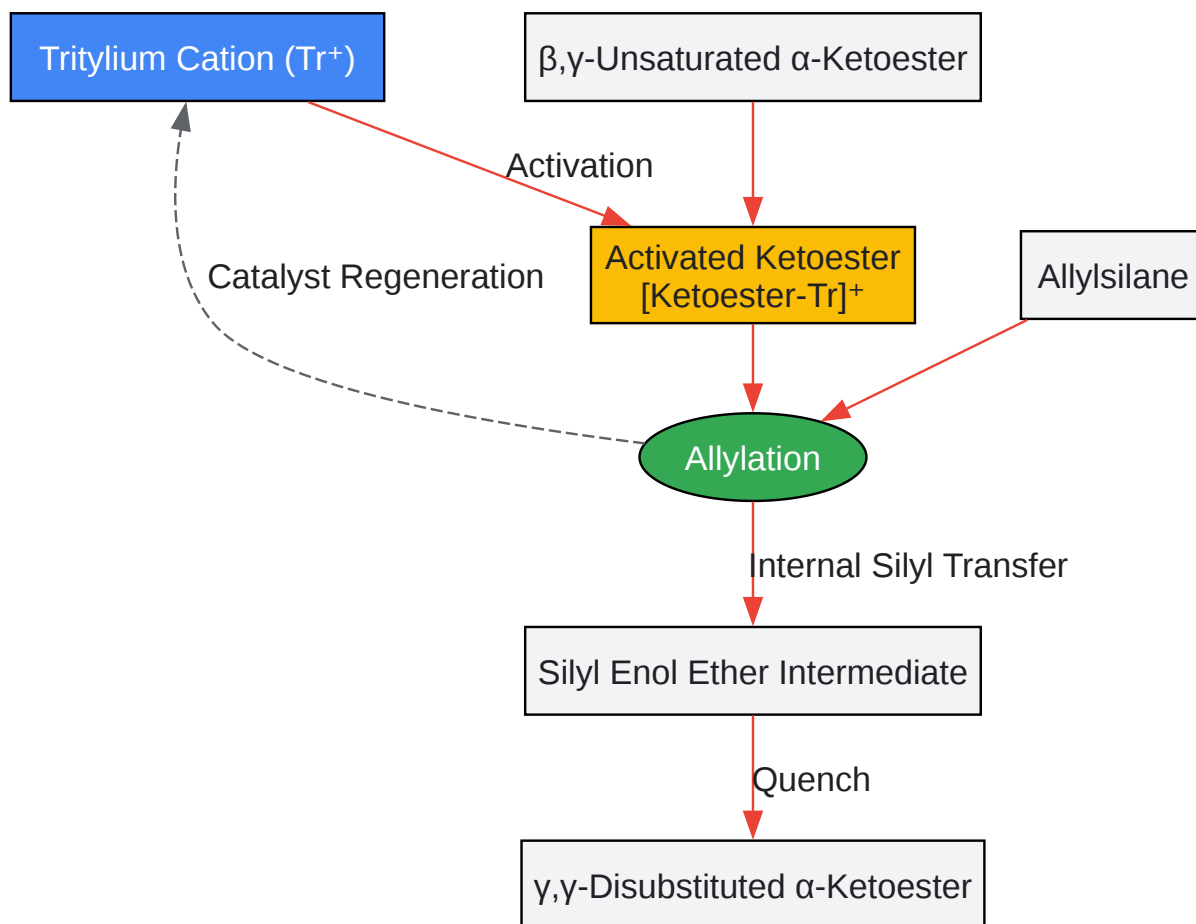 Tritylium Cation (Tr⁺)
β,γ-Unsaturated α-Ketoester
Activation
Activated Ketoester
[Ketoester-Tr]⁺
Catalyst Regeneration
Allylsilane
Allylation
Internal Silyl Transfer
Silyl Enol Ether Intermediate
Quench
γ,γ-Disubstituted α-Ketoester